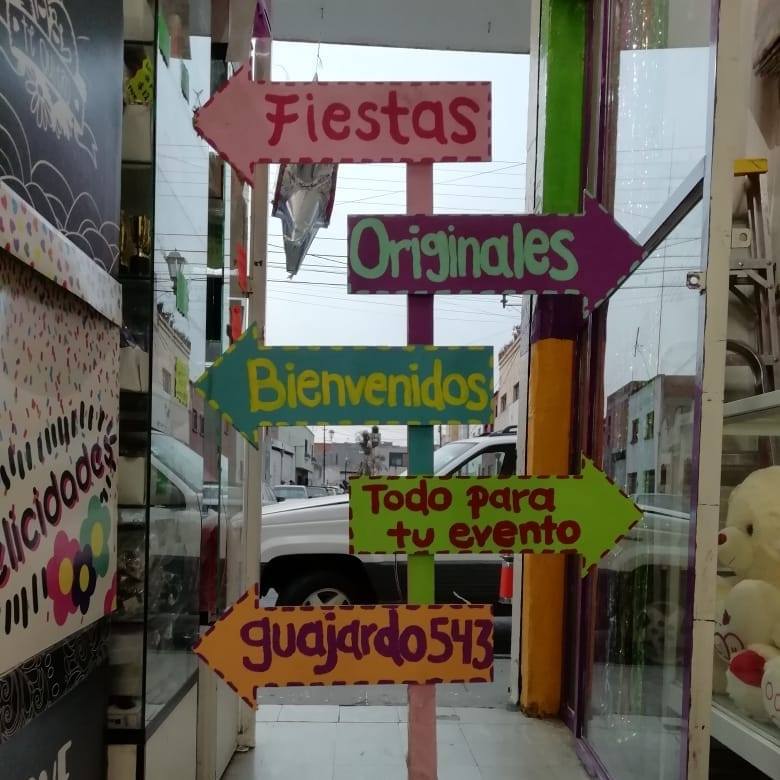 Fiestas
Originales
Bienvenidos
Todo para
tu evento
guajardo543
elicidades